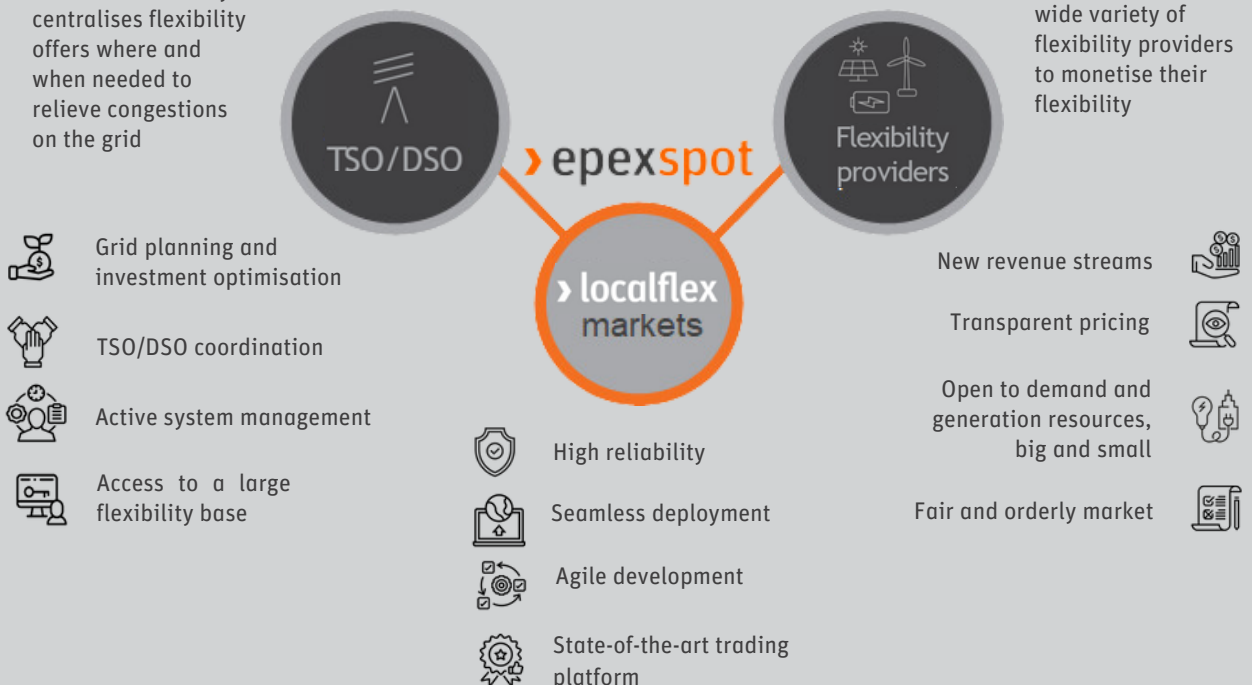 centralises flexibility
offers where and
when needed to
relieve congestions
on the grid
wide variety of
flexibility providers
to monetise their
flexibility
TSO/DSO
Flexibility
providers
epexspot
localflex
markets
Grid planning and
investment optimisation
TSO/DSO coordination
Active system management
Access to a large
flexibility base
High reliability
Seamless deployment
Agile development
State-of-the-art trading
platform
New revenue streams
Transparent pricing
Open to demand and
generation resources,
big and small
Fair and orderly market